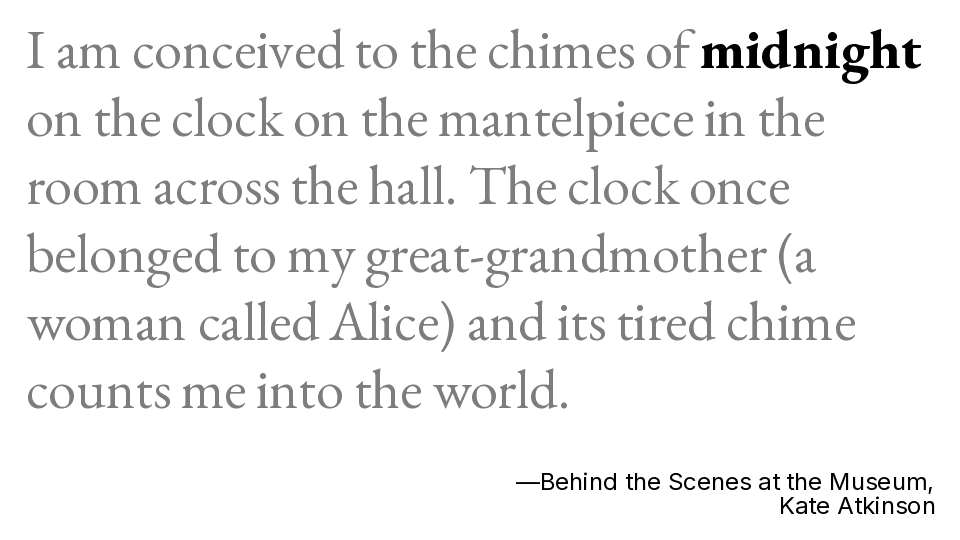 I am conceived to the chimes of midnight
on the clock on the mantelpiece in the
room across the hall. The clock once
belonged to my great-grandmother (a
woman called Alice) and its tired chime
counts me into the world.
—Behind the Scenes at the Museum,
Kate Atkinson